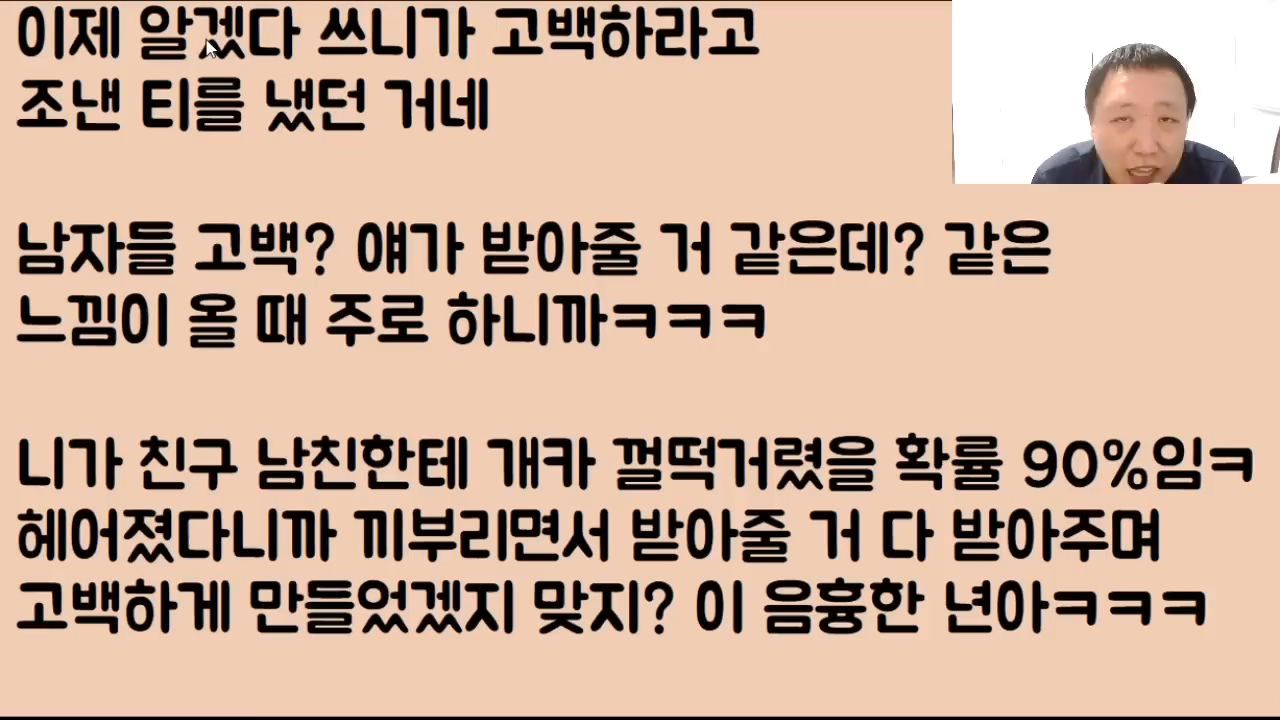 이제 알겠다 쓰니가 고백하라고
조낸 티를 냈던 거네
남자들 고백? 얘가 받아줄 거 같은데? 같은
느낌이 올 때 주로 하니까ㅋㅋㅋ
니가 친구 남친한테 개카 껄떡거렸을 확률 90%임ㅋ
헤어졌다니까 끼부리면서 받아줄 거 다 받아주며
고백하게 만들었겠지 맞지? 이 음흉한 년아ㅋㅋㅋ